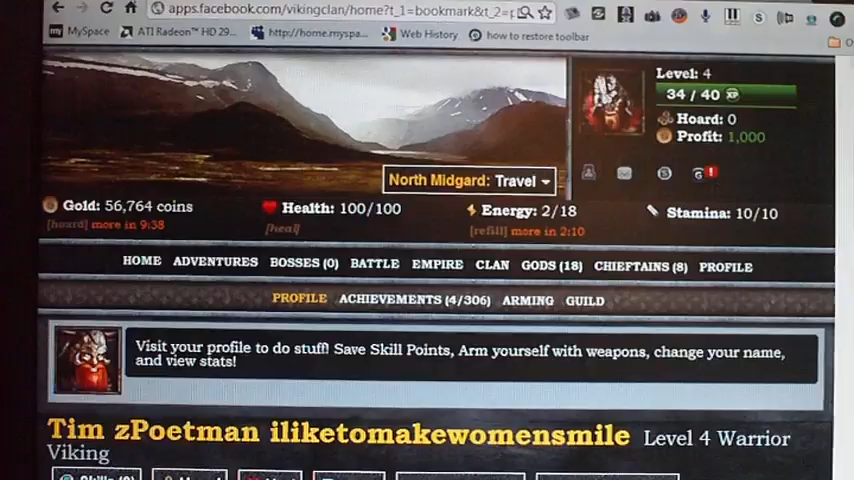 apps.facebook.com/vikingclan/home?t_1=bookmark&t_2=
MySpace ATI Radeon™ HD 29... http://home.myspa... Web History how to restore toolbar
Level: 4
34 / 40 XP
Hoard: 0
Profit: 1,000
North Midgard: Travel
Gold: 56,764 coins Health: 100/100 Energy: 2/18 Stamina: 10/10
[hoard] more in 9:38 [heal] [refill] more in 2:10
HOME ADVENTURES BOSSES (0) BATTLE EMPIRE CLAN GODS (18) CHIEFTAINS (8) PROFILE
PROFILE ACHIEVEMENTS (4/306) ARMING GUILD
Visit your profile to do stuff! Save Skill Points, Arm yourself with weapons, change your name,
and view stats!
Tim zPoetman iliketomakewomensmile Level 4 Warrior
Viking